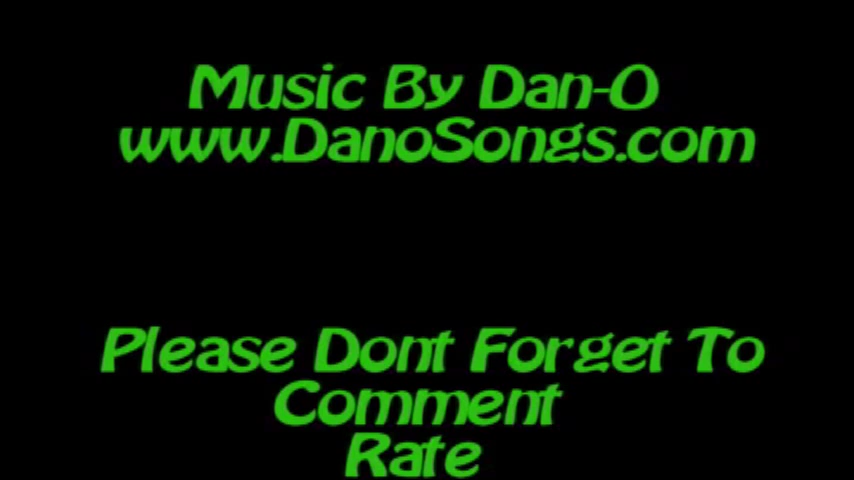 Music By Dan-O
www.DanoSongs.com
Please Dont Forget To
Comment
Rate